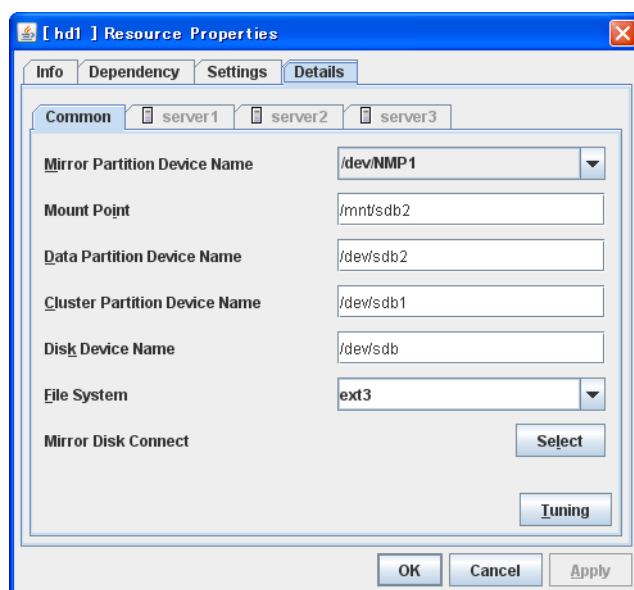 [ hd1 ] Resource Properties
Info Dependency Settings Details
Common server1 server2 server3
Mirror Partition Device Name /dev/NMP1
Mount Point /mnt/sdb2
Data Partition Device Name /dev/sdb2
Cluster Partition Device Name /dev/sdb1
Disk Device Name /dev/sdb
File System ext3
Mirror Disk Connect Select
Tuning
OK Cancel Apply